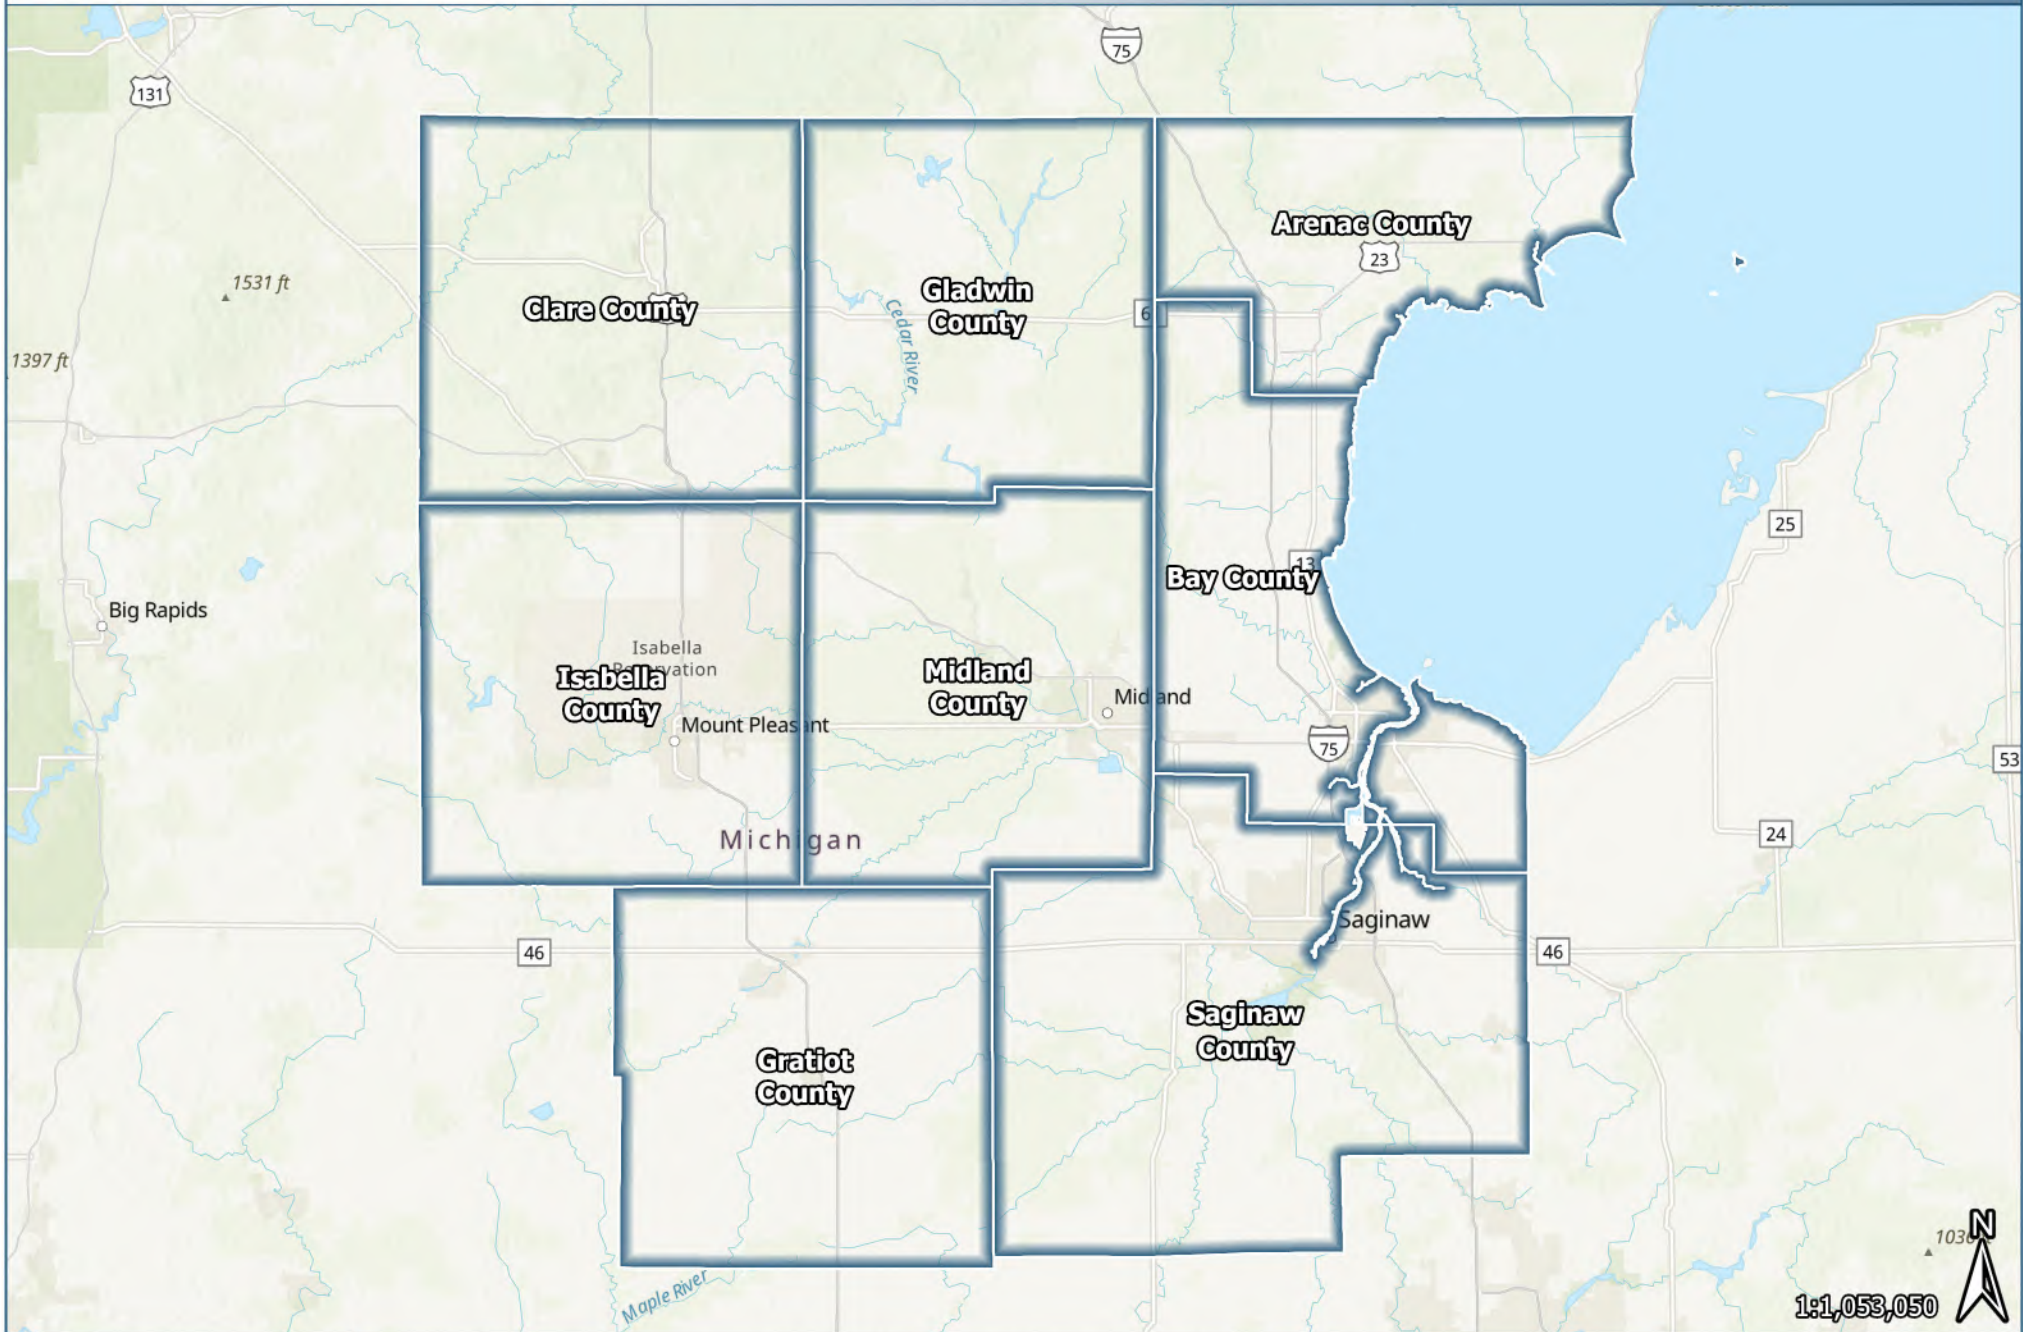 75
131
Arenac County
23
1531 ft
Gladwin
County
Clare County
6
Cedar River
1397 ft
25
13
Bay County
Big Rapids
Isabella
Reservation
Isabella
County
Midland
County
Midland
Mount Pleasant
75
53
Michigan
24
Saginaw
46
46
Saginaw
County
Gratiot
County
N
Maple River
1:1,053,050